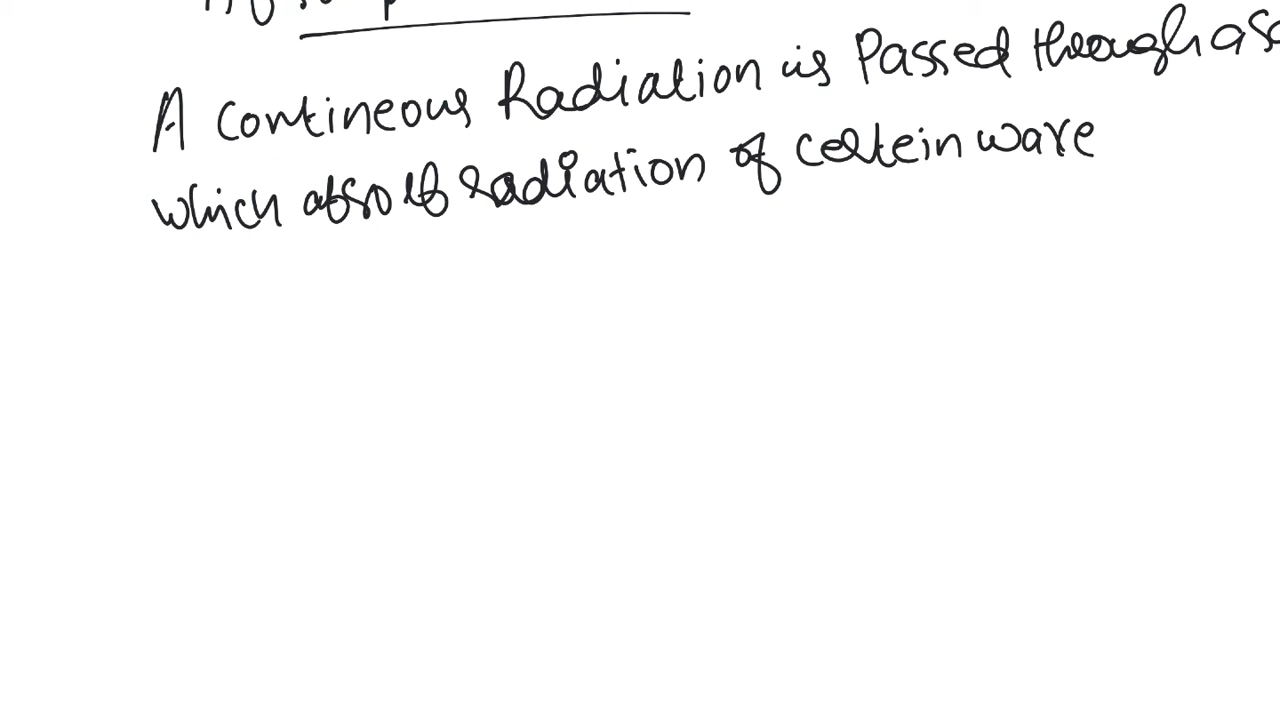 A contineous Radiation is Passed through a
which absorb radiation of certein wave